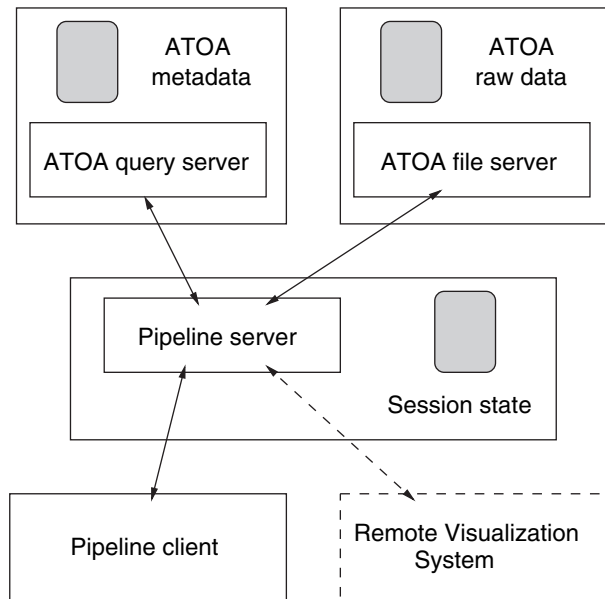 ATOA
metadata
ATOA query server
ATOA
raw data
ATOA file server
Pipeline server
Session state
Pipeline client
Remote Visualization
System